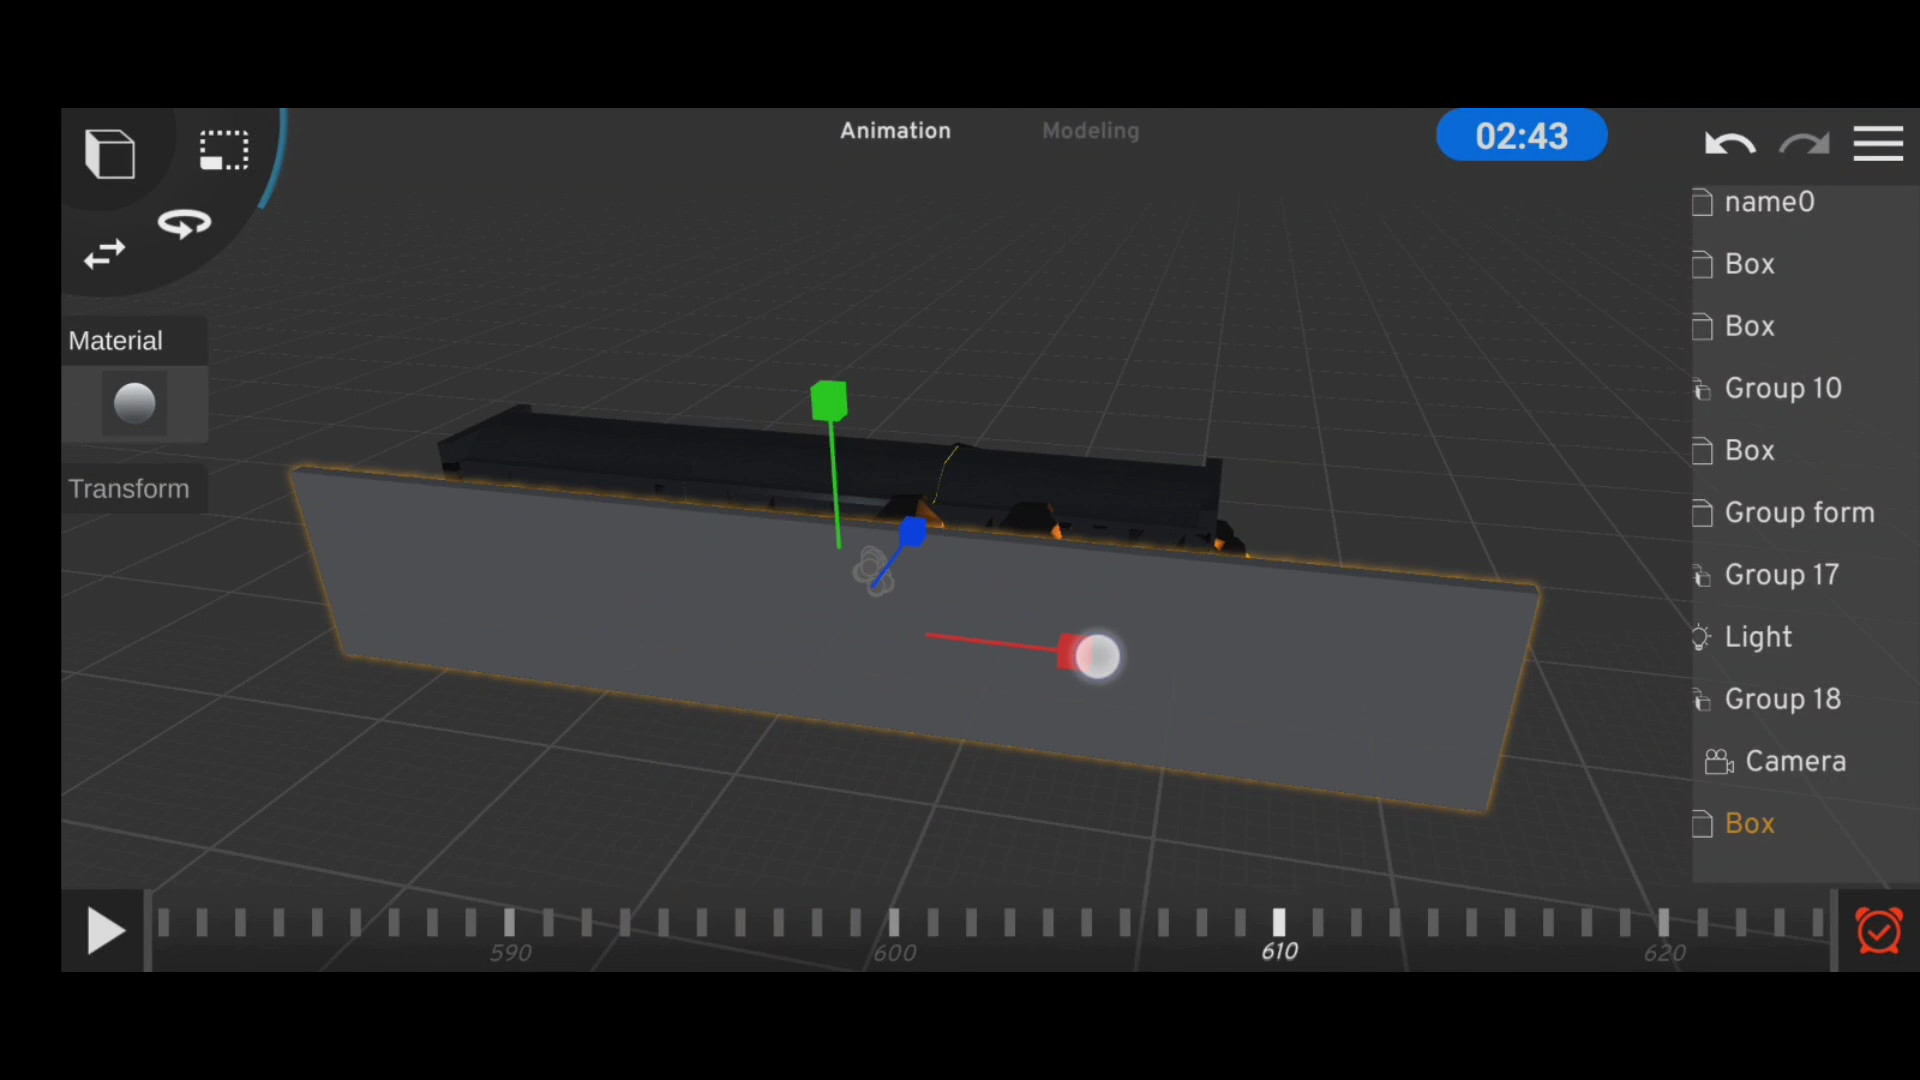 Animation
Modeling
02:43
name0
Box
Box
Group 10
Box
Group form
Group 17
Light
Group 18
Camera
Box
Material
Transform
590
600
610
620